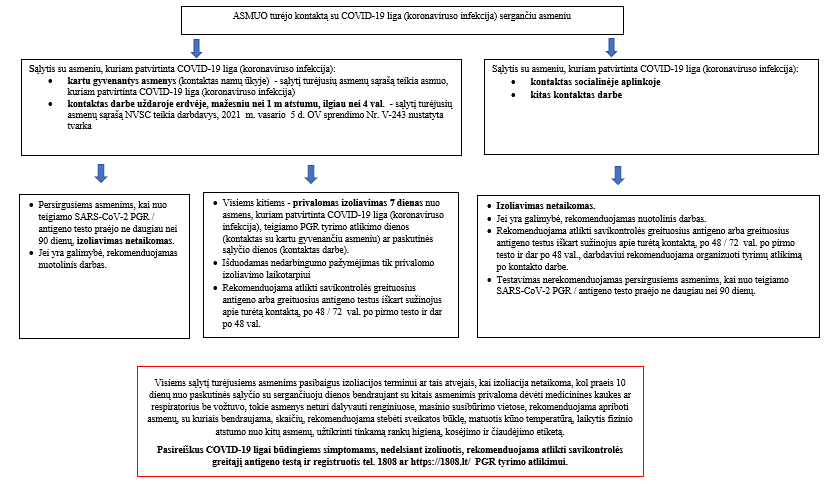 ASMUO turėjo kontaktą su COVID-19 liga (koronaviruso infekcija) sergančiu asmeniu
Sąlytis su asmeniu, kuriam patvirtinta COVID-19 liga (koronaviruso infekcija):
• kartu gyvenantys asmenys (kontaktas namų ūkyje) - sąlytį turėjusių asmenų sąrašą teikia asmuo,
kuriam patvirtinta COVID-19 liga (koronaviruso infekcija)
• kontaktas darbe uždaroje erdvėje, mažesniu nei 1 m atstumu, ilgiau nei 4 val. - sąlytį turėjusių
asmenų sąrašą NVSC teikia darbdavys, 2021 m. vasario 5 d. OV sprendimo Nr. V-243 nustatyta
tvarka
Sąlytis su asmeniu, kuriam patvirtinta COVID-19 liga (koronaviruso infekcija):
• kontaktas socialinėje aplinkoje
• kitas kontaktas darbe
• Persirgusiems asmenims, kai nuo
teigiamo SARS-CoV-2 PGR /
antigeno testo praėjo ne daugiau nei
90 dienų, izoliavimas netaikomas.
• Jei yra galimybė, rekomenduojamas
nuotolinis darbas.
• Visiems kitiems - privalomas izoliavimas 7 dienas nuo
asmens, kuriam patvirtinta COVID-19 liga (koronaviruso
infekcija), teigiamo PGR tyrimo atlikimo dienos
(kontaktas su kartu gyvenančiu asmeniu) ar paskutinės
sąlyčio dienos (kontaktas darbe).
• Išduodamas nedarbingumo pažymėjimas tik privalomo
izoliavimo laikotarpiui
• Rekomenduojama atlikti savikontrolės greituosius
antigeno arba greituosius antigeno testus iškart sužinojus
apie turėtą kontaktą, po 48 / 72 val. po pirmo testo ir dar
po 48 val.
• Izoliavimas netaikomas.
• Jei yra galimybė, rekomenduojamas nuotolinis darbas.
• Rekomenduojama atlikti savikontrolės greituosius antigeno arba greituosius
antigeno testus iškart sužinojus apie turėtą kontaktą, po 48 / 72 val. po pirmo
testo ir dar po 48 val., darbdaviui rekomenduojama organizuoti tyrimų atlikimą
po kontakto darbe.
• Testavimas nerekomenduojamas persirgusiems asmenims, kai nuo teigiamo
SARS-CoV-2 PGR / antigeno testo praėjo ne daugiau nei 90 dienų.
Visiems sąlytį turėjusiems asmenims pasibaigus izoliacijos terminui ar tais atvejais, kai izoliacija netaikoma, kol praeis 10
dienų nuo paskutinės sąlyčio su sergančiuoju dienos bendraujant su kitais asmenimis privaloma dėvėti medicinines kaukes ar
respiratorius be vožtuvo, tokie asmenys neturi dalyvauti renginiuose, masinio susibūrimo vietose, rekomenduojama apriboti
asmenų, su kuriais bendraujama, skaičių, rekomenduojama stebėti sveikatos būklę, matuotis kūno temperatūrą, laikytis fizinio
atstumo nuo kitų asmenų, užtikrinti tinkamą rankų higieną, kosėjimo ir čiaudėjimo etiketą.
Pasireiškus COVID-19 ligai būdingiems simptomams, nedelsiant izoliuotis, rekomenduojama atlikti savikontrolės
greitąjį antigeno testą ir registruotis tel. 1808 ar https://1808.lt/ PGR tyrimo atlikimui.